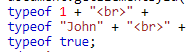 typeof 1 + "<br>" +
typeof "John" + "<br>" +
typeof true;